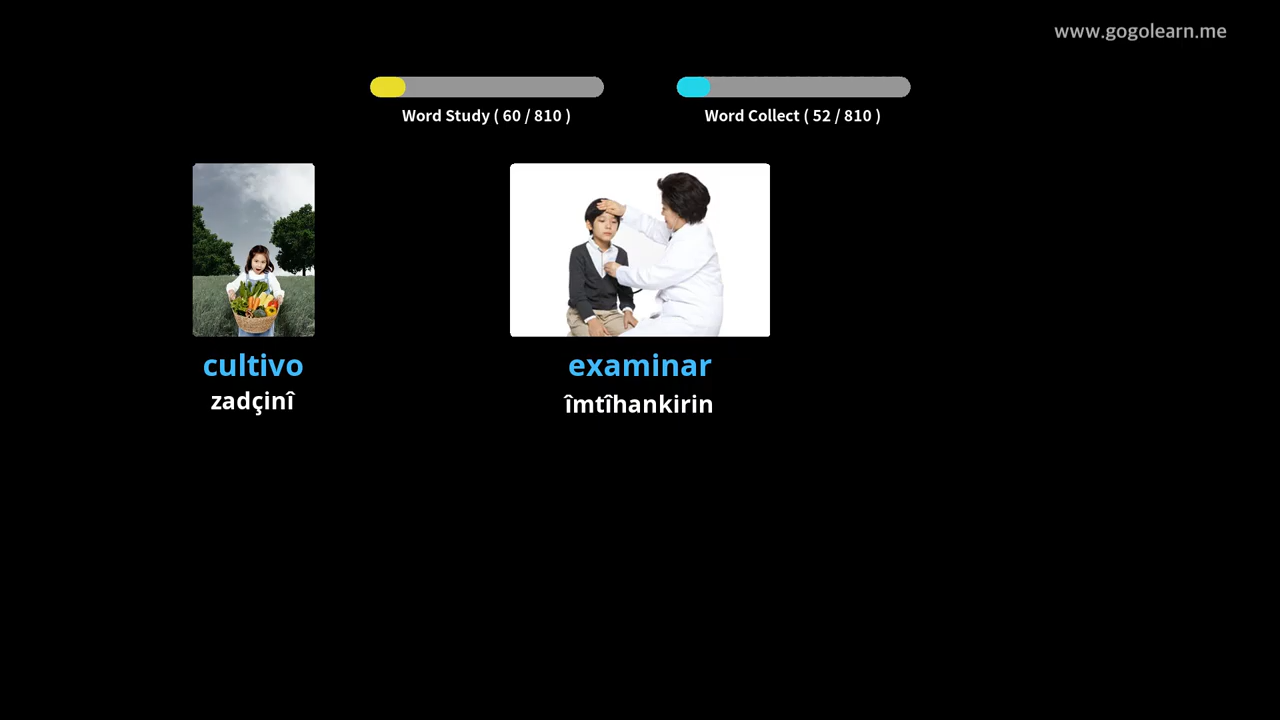 www.gogolearn.me
Word Study ( 60 / 810 )
Word Collect ( 52 / 810 )
cultivo
zadçinî
examinar
îmtîhankirin